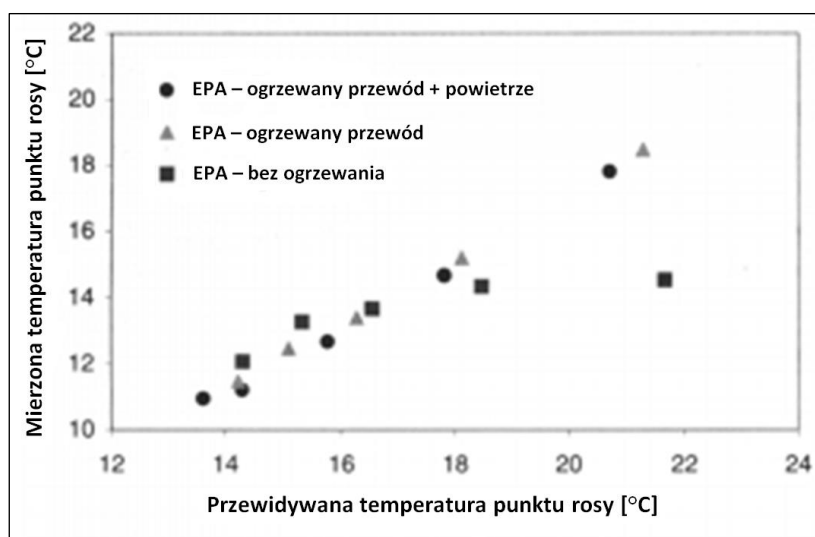 22
20
18
16
14
12
10
Mierzona temperatura punktu rosy [°C]
EPA – ogrzewany przewód + powietrze
EPA – ogrzewany przewód
EPA – bez ogrzewania
12 14 16 18 20 22 24
Przewidywana temperatura punktu rosy [°C]